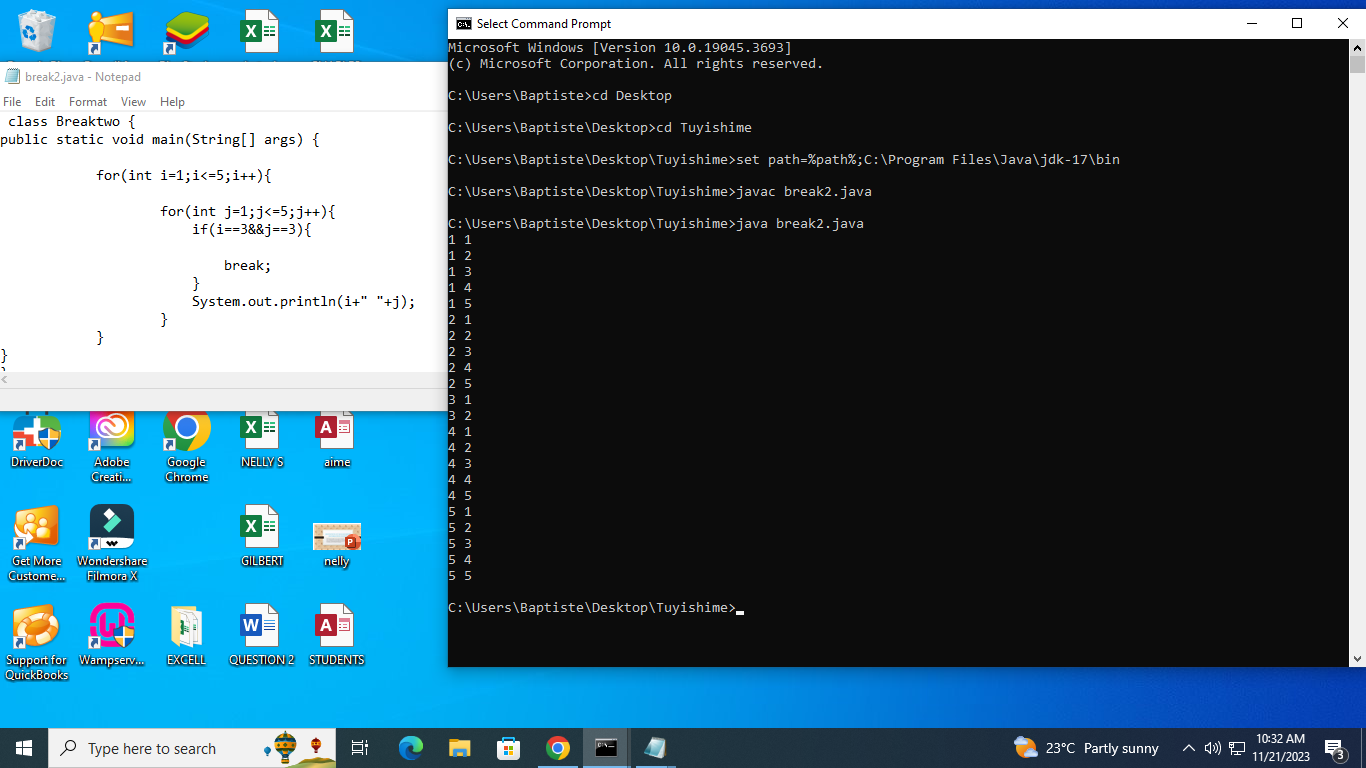 break2.java - Notepad
File Edit Format View Help
class Breaktwo {
public static void main(String[] args) {
for(int i=1;i<=5;i++){
for(int j=1;j<=5;j++){
if(i==3&&j==3){
break;
}
System.out.println(i+" "+j);
}
}
}
Select Command Prompt
Microsoft Windows [Version 10.0.19045.3693]
(c) Microsoft Corporation. All rights reserved.
C:\Users\Baptiste>cd Desktop
C:\Users\Baptiste\Desktop>cd Tuyishime
C:\Users\Baptiste\Desktop\Tuyishime>set path=%path%;C:\Program Files\Java\jdk-17\bin
C:\Users\Baptiste\Desktop\Tuyishime>javac break2.java
C:\Users\Baptiste\Desktop\Tuyishime>java break2.java
1 1
1 2
1 3
1 4
1 5
2 1
2 2
2 3
2 4
2 5
3 1
3 2
4 1
4 2
4 3
4 4
4 5
5 1
5 2
5 3
5 4
5 5
C:\Users\Baptiste\Desktop\Tuyishime>
DriverDoc
Adobe
Creati...
Google
Chrome
NELLY S
aime
Get More
Custome...
Wondershare
Filmora X
GILBERT
nelly
Support for
QuickBooks
Wampserv...
EXCELL
QUESTION 2
STUDENTS
Type here to search
23°C Partly sunny
10:32 AM
11/21/2023
3